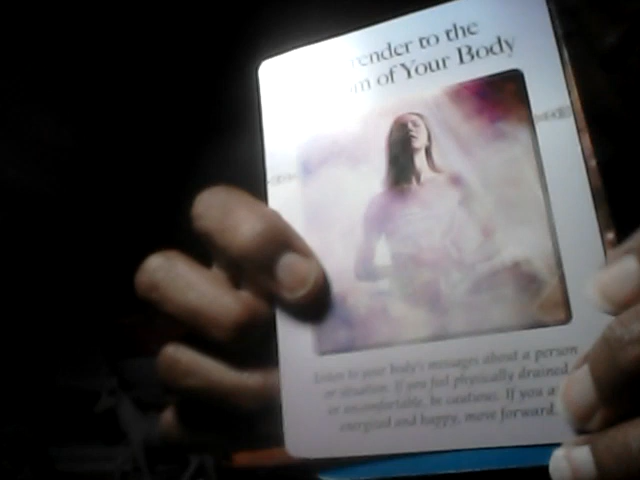 render to the
m of Your Body
Listen to your body's messages about a person
or situation. If you feel physically drained
or uncomfortable, be cautious. If you a
energized and happy, move forward.